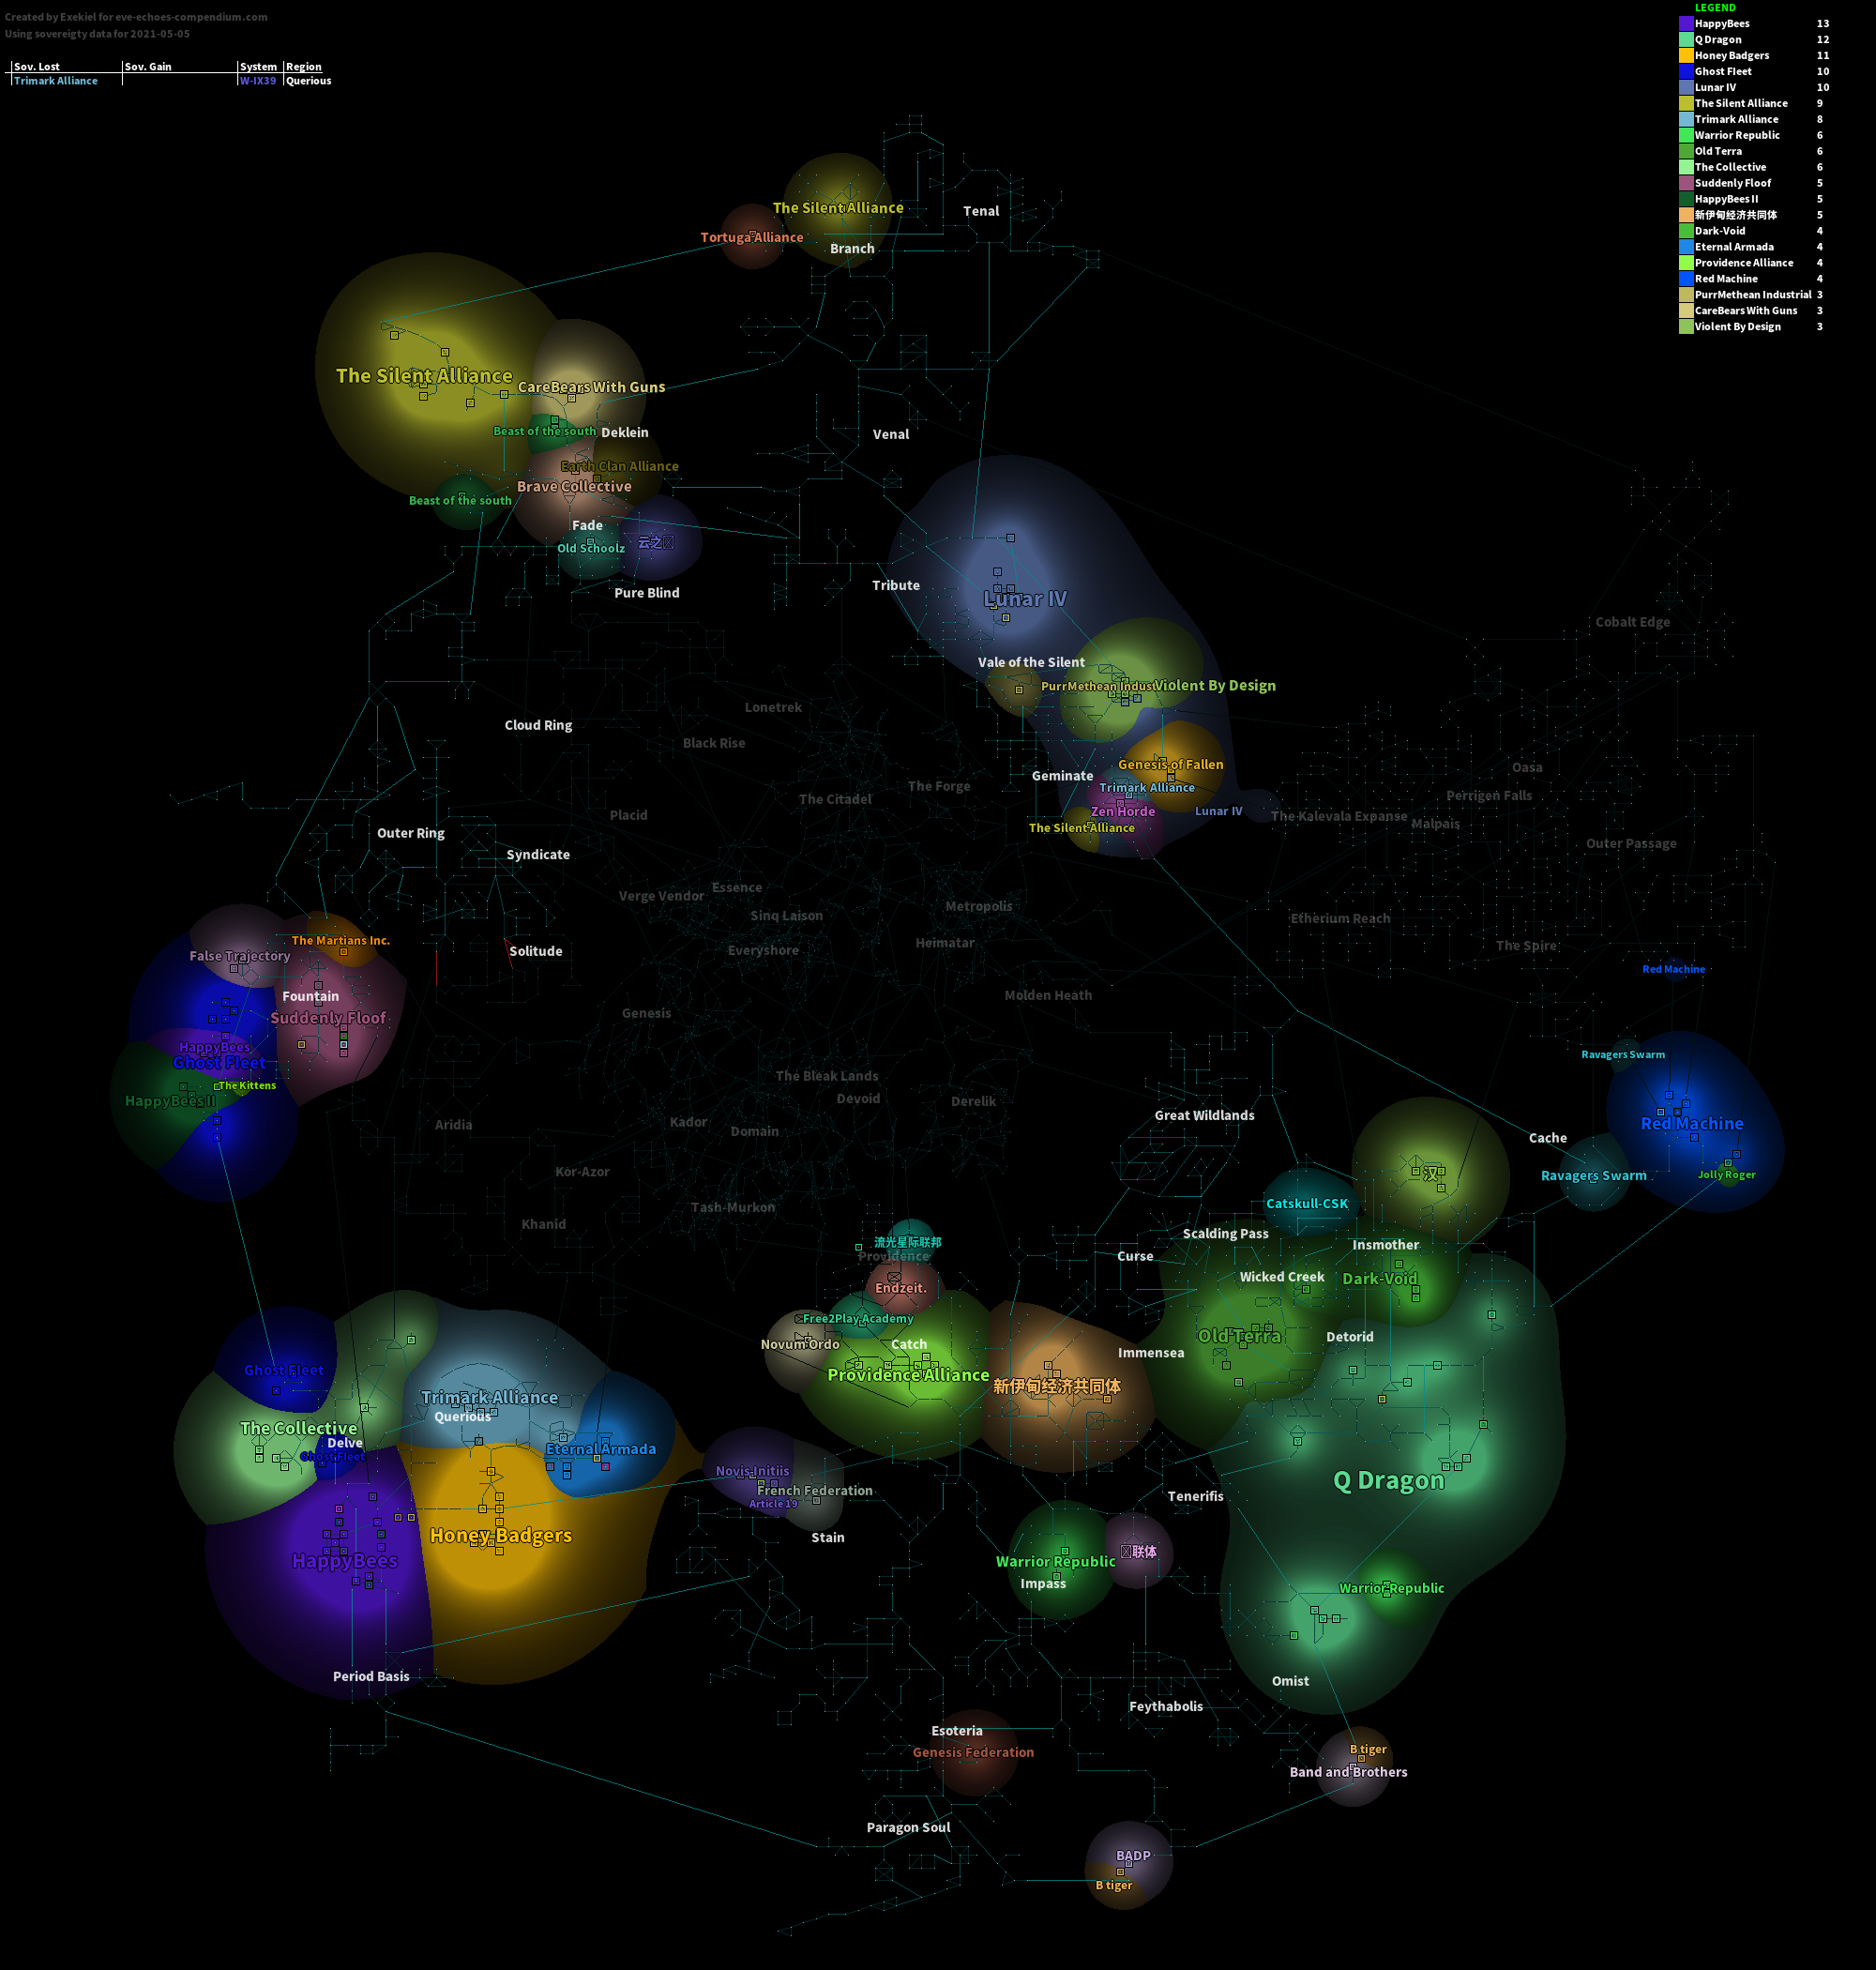 Created by Exekiel for eve-echoes-compendium.com
Using sovereigty data for 2021-05-05
Sov. Lost Sov. Gain System Region
Trimark Alliance W-IX39 Querious
LEGEND
HappyBees 13
Q Dragon 12
Honey Badgers 11
Ghost Fleet 10
Lunar IV 10
The Silent Alliance 9
Trimark Alliance 8
Warrior Republic 6
Old Terra 6
The Collective 6
Suddenly Floof 5
HappyBees II 5
新伊甸经济共同体 5
Dark-Void 4
Eternal Armada 4
Providence Alliance 4
Red Machine 4
PurrMethean Industrial 3
CareBears With Guns 3
Violent By Design 3
The Silent Alliance
Tenal
Tortuga Alliance
Branch
The Silent Alliance
CareBears With Guns
Beast of the south
Deklein
Venal
Earth Clan Alliance
Brave Collective
Beast of the south
Fade
Old Schoolz
云之
Pure Blind
Tribute
Lunar IV
Cobalt Edge
Vale of the Silent
PurrMethean Indust
Violent By Design
Lonetrek
Cloud Ring
Black Rise
Genesis of Fallen
Oasa
Geminate
The Forge
Trimark Alliance
Perrigen Falls
The Citadel
Zen Horde
Lunar IV
Placid
The Kalevala Expanse
Malpais
The Silent Alliance
Outer Ring
Outer Passage
Syndicate
Essence
Verge Vendor
Metropolis
Sinq Laison
Etherium Reach
The Martians Inc.
Heimatar
The Spire
Everyshore
Solitude
False Trajectory
Red Machine
Fountain
Molden Heath
Genesis
Suddenly Floof
HappyBees
Ravagers Swarm
Ghost Fleet
The Bleak Lands
The Kittens
HappyBees II
Devoid
Derelik
Great Wildlands
Red Machine
Kador
Aridia
Domain
Cache
Kor-Azor
汉
Ravagers Swarm
Jolly Roger
Catskull-CSK
Tash-Murkon
Khanid
Scalding Pass
流光星际联邦
Insmother
Providence
Curse
Wicked Creek
Dark-Void
Endzeit.
Free2Play Academy
Old Terra
Detorid
Novum Ordo
Catch
Immensea
Ghost Fleet
Providence Alliance
新伊甸经济共同体
Trimark Alliance
Querious
The Collective
Delve
Eternal Armada
Ghost Fleet
Novis Initiis
Q Dragon
French Federation
Tenerifis
Article 19
Honey Badgers
Stain
HappyBees
联体
Warrior Republic
Impass
Warrior Republic
Period Basis
Omist
Feythabolis
Esoteria
Genesis Federation
B tiger
Band and Brothers
Paragon Soul
BADP
B tiger